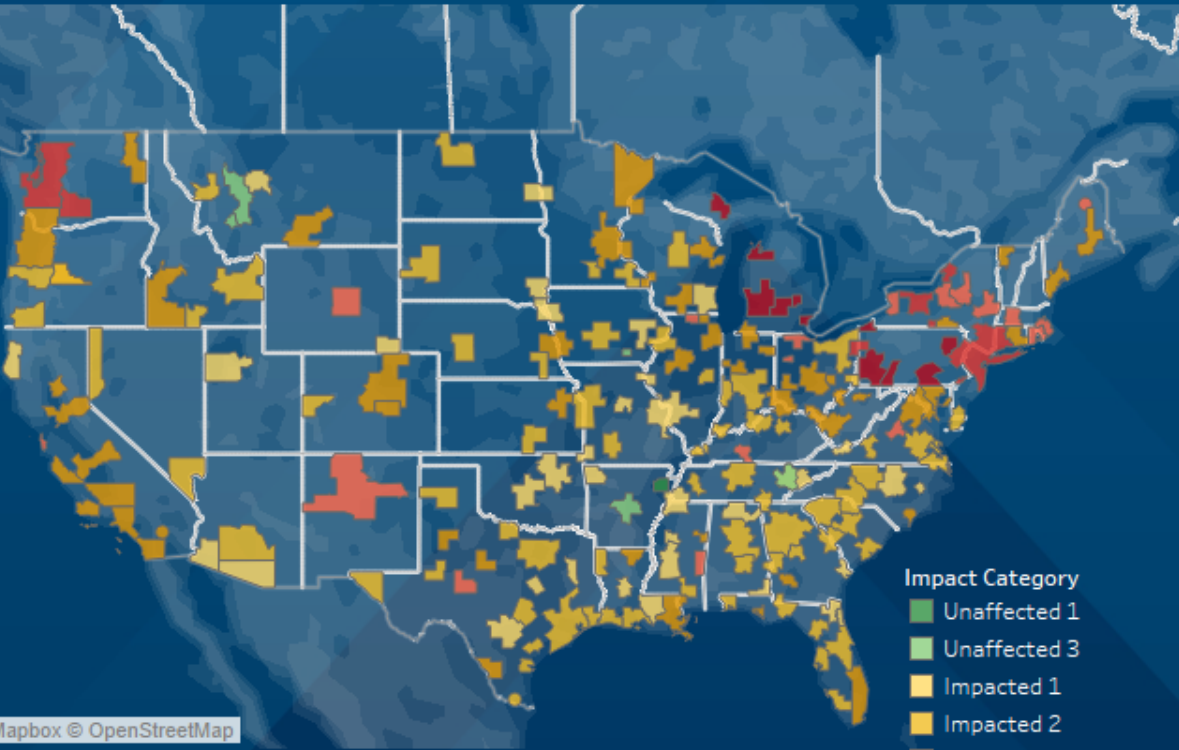 Impact Category
Unaffected 1
Unaffected 3
Impacted 1
Impacted 2
Mapbox © OpenStreetMap